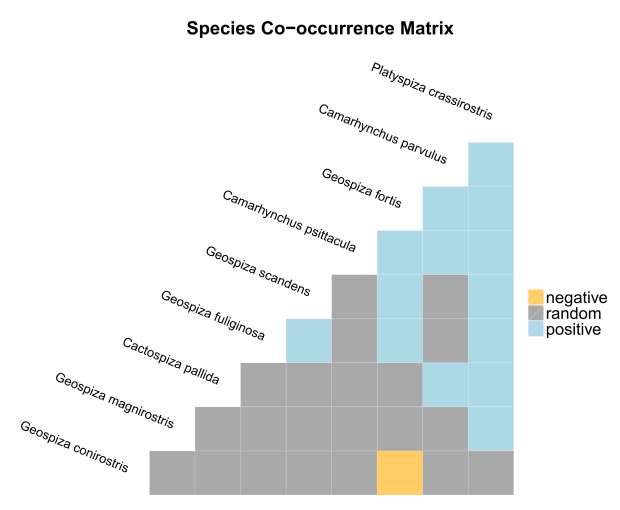 Species Co−occurrence Matrix
Platyspiza crassirostris
Camarhynchus parvulus
Geospiza fortis
Camarhynchus psittacula
Geospiza scandens
Geospiza fuliginosa
Cactospiza pallida
Geospiza magnirostris
Geospiza conirostris
negative
random
positive